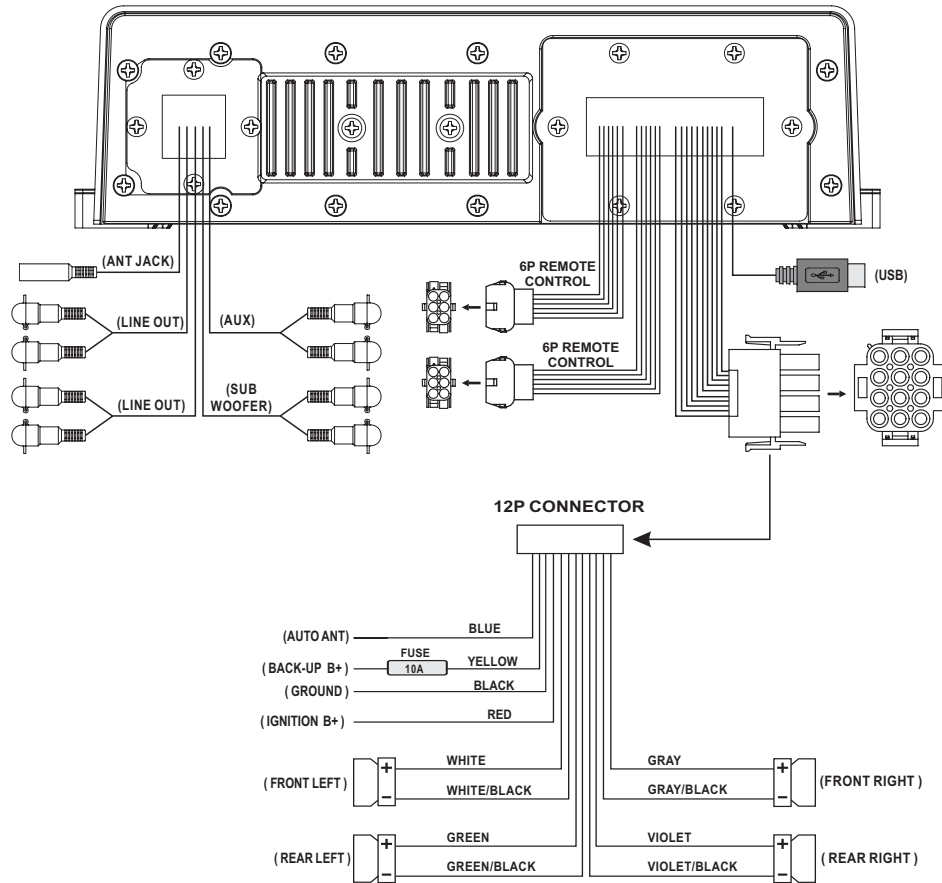 (ANT JACK)
6P REMOTE
CONTROL
(USB)
(LINE OUT)
(AUX)
6P REMOTE
CONTROL
(LINE OUT)
(SUB
WOOFER)
12P CONNECTOR
(AUTO ANT)
BLUE
FUSE
( BACK-UP B+)
10A
YELLOW
( GROUND )
BLACK
( IGNITION B+)
RED
( FRONT LEFT )
+
−
WHITE
WHITE/BLACK
GRAY
GRAY/BLACK
+
−
(FRONT RIGHT )
( REAR LEFT )
+
−
GREEN
GREEN/BLACK
VIOLET
VIOLET/BLACK
+
−
( REAR RIGHT )